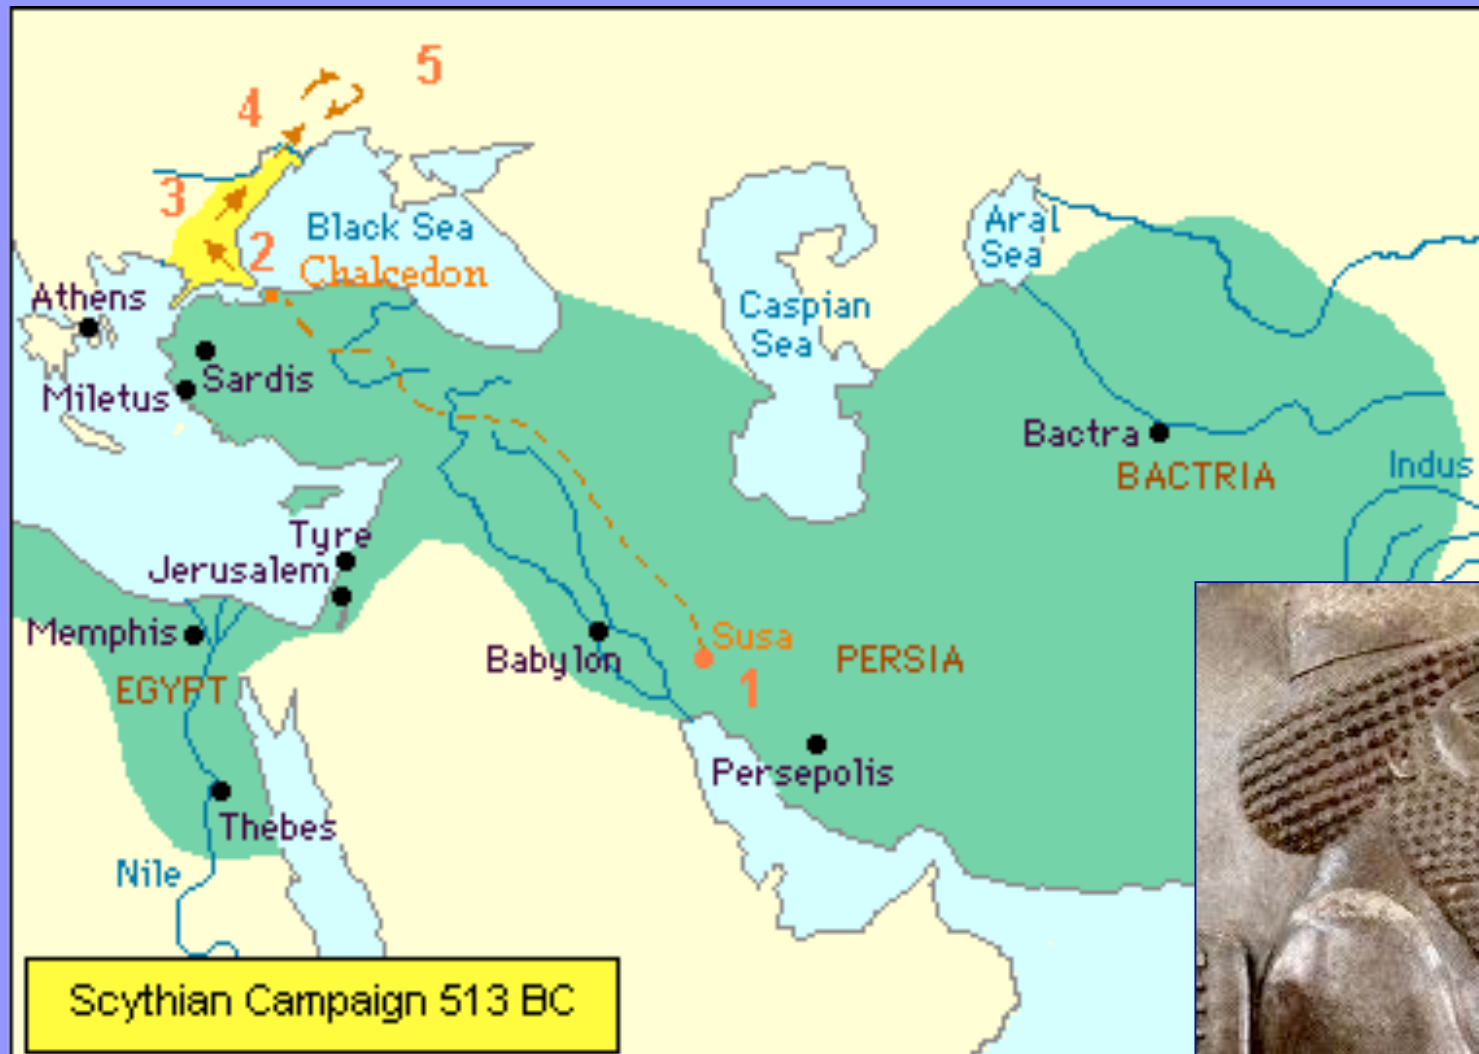 5
4
3
2
Black Sea
Chalcedon
Aral
Sea
Athens
Caspian
Sea
Sardis
Miletus
Bactra
BACTRIA
Indus
Tyre
Jerusalem
Memphis
Babylon
Susa
PERSIA
1
EGYPT
Persepolis
Thebes
Nile
Scythian Campaign 513 BC